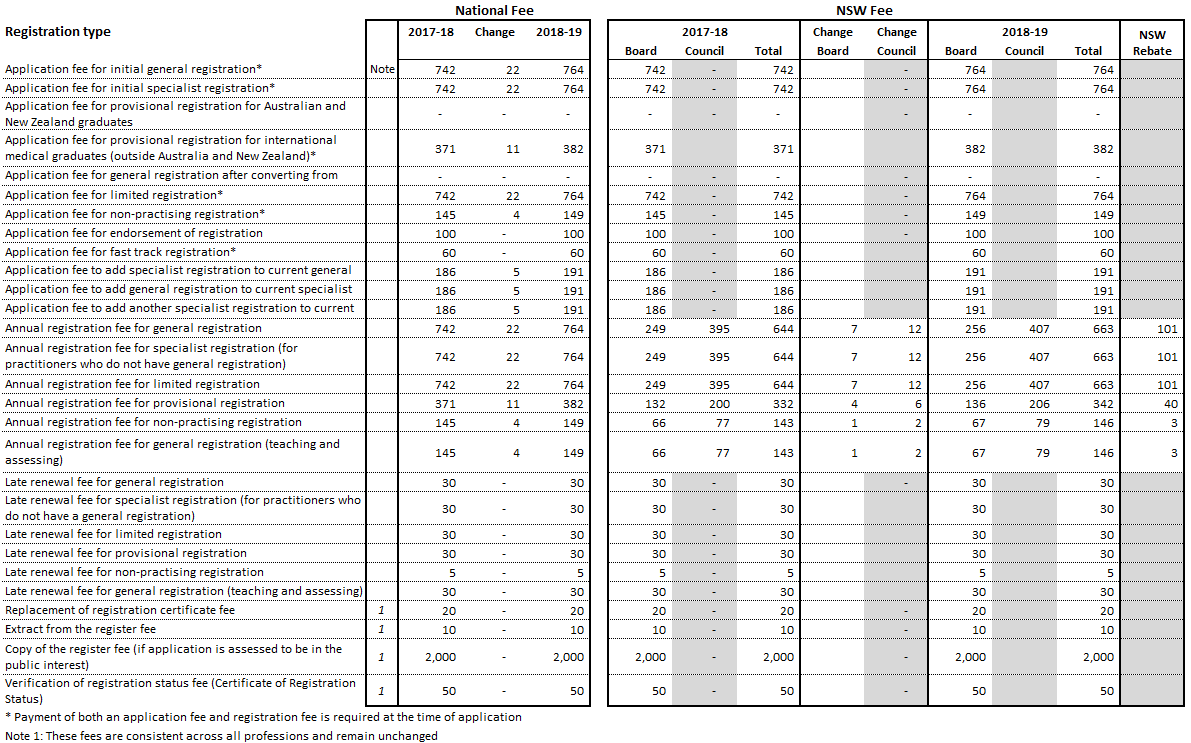 National Fee NSW Fee
Registration type 2017-18 Change 2018-19 2017-18 Change Change 2018-19 NSW
Board Council Total Board Council Board Council Total Rebate
Application fee for initial general registration* Note 742 22 764 742 - 742 - 764 764
Application fee for initial specialist registration* 742 22 764 742 - 742 - 764 764
Application fee for provisional registration for Australian and
New Zealand graduates - - - - - - - - -
Application fee for provisional registration for international
medical graduates (outside Australia and New Zealand)* 371 11 382 371 - 371 - 382 382
Application fee for general registration after converting from - - - - - - - - -
Application fee for limited registration* 742 22 764 742 - 742 - 764 764
Application fee for non-practising registration* 145 4 149 145 - 145 - 149 149
Application fee for endorsement of registration 100 - 100 100 - 100 - 100 100
Application fee for fast track registration* 60 - 60 60 - 60 60 60
Application fee to add specialist registration to current general 186 5 191 186 - 186 191 191
Application fee to add general registration to current specialist 186 5 191 186 - 186 191 191
Application fee to add another specialist registration to current 186 5 191 186 - 186 191 191
Annual registration fee for general registration 742 22 764 249 395 644 7 12 256 407 663 101
Annual registration fee for specialist registration (for
practitioners who do not have general registration) 742 22 764 249 395 644 7 12 256 407 663 101
Annual registration fee for limited registration 742 22 764 249 395 644 7 12 256 407 663 101
Annual registration fee for provisional registration 371 11 382 132 200 332 4 6 136 206 342 40
Annual registration fee for non-practising registration 145 4 149 66 77 143 1 2 67 79 146 3
Annual registration fee for general registration (teaching and
assessing) 145 4 149 66 77 143 1 2 67 79 146 3
Late renewal fee for general registration 30 - 30 30 - 30 - 30 30
Late renewal fee for specialist registration (for practitioners who
do not have a general registration) 30 - 30 30 - 30 30 30
Late renewal fee for limited registration 30 - 30 30 - 30 30 30
Late renewal fee for provisional registration 30 - 30 30 - 30 30 30
Late renewal fee for non-practising registration 5 - 5 5 - 5 5 5
Late renewal fee for general registration (teaching and assessing) 30 - 30 30 - 30 30 30
Replacement of registration certificate fee 1 20 - 20 20 - 20 - 20 20
Extract from the register fee 1 10 - 10 10 - 10 - 10 10
Copy of the register fee (if application is assessed to be in the
public interest) 1 2,000 - 2,000 2,000 - 2,000 - 2,000 2,000
Verification of registration status fee (Certificate of Registration
Status) 1 50 - 50 50 - 50 - 50 50
* Payment of both an application fee and registration fee is required at the time of application
Note 1: These fees are consistent across all professions and remain unchanged